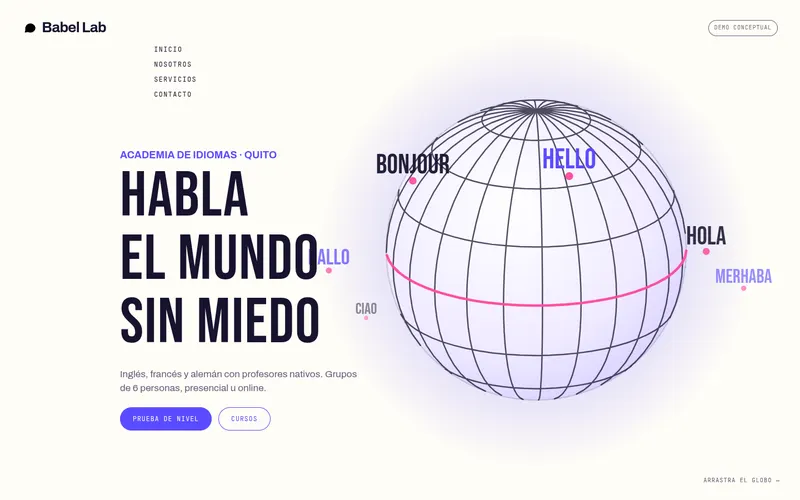 Babel Lab
DEMO CONCEPTUAL
INICIO
NOSOTROS
SERVICIOS
CONTACTO
ACADEMIA DE IDIOMAS · QUITO
HABLA
EL MUNDO
SIN MIEDO
BONJOUR
HELLO
HOLA
ALLO
MERHABA
CIAO
Inglés, francés y alemán con profesores nativos. Grupos
de 6 personas, presencial u online.
PRUEBA DE NIVEL
CURSOS
ARRASTRA EL GLOBO